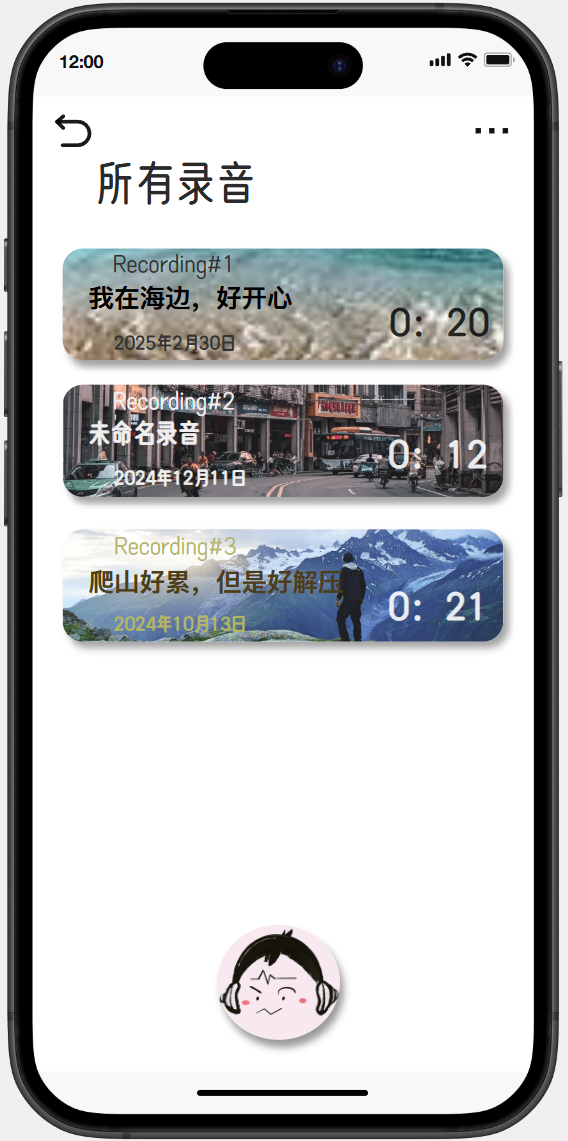 12:00
所有录音
Recording#1
我在海边，好开心
0: 20
2025年2月30日
Recording#2
未命名录音
0: 12
2024年12月11日
Recording#3
爬山好累，但是好解压
0: 21
2024年10月13日